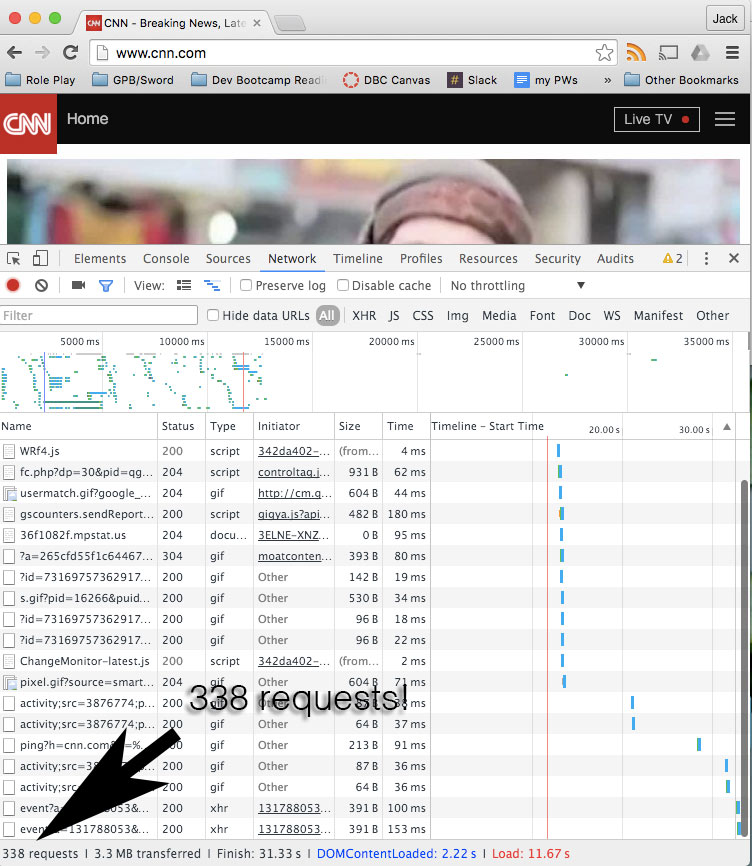 CNN - Breaking News, Late
Jack
www.cnn.com
Role Play GPB/Sword Dev Bootcamp Readi DBC Canvas # Slack my PWs » Other Bookmarks
CNN Home Live TV
Elements Console Sources Network Timeline Profiles Resources Security Audits 2
View: Preserve log Disable cache No throttling
Filter Hide data URLs All XHR JS CSS Img Media Font Doc WS Manifest Other
5000 ms 10000 ms 15000 ms 20000 ms 25000 ms 30000 ms 35000 ms
Name Status Type Initiator Size Time Timeline – Start Time 20.00 s 30.00 s
WRf4.js 200 script 342da402-... (from... 4 ms
fc.php?dp=30&pid=qg... 204 script controltag.j... 931 B 62 ms
usermatch.gif?google_... 204 gif http://cm.g... 604 B 44 ms
gscounters.sendReport... 200 script gigya.js?api... 482 B 180 ms
36f1082f.mpstat.us 204 docu... 3ELNE-XNZ... 0 B 95 ms
?a=265cfd55f1c64467... 304 gif moatconten... 393 B 80 ms
?id=73169757362917... 200 gif Other 142 B 19 ms
s.gif?pid=16266&puid... 200 gif Other 530 B 34 ms
?id=73169757362917... 200 gif Other 96 B 18 ms
?id=73169757362917... 200 gif Other 96 B 22 ms
ChangeMonitor-latest.js 200 script 342da402-... (from... 2 ms
pixel.gif?source=smart... 204 gif Other 604 B 71 ms
338 requests!
activity;src=3876774;p... 200 gif Other 87 B 38 ms
activity;src=3876774;p... 200 gif Other 64 B 37 ms
ping?h=cnn.com&... =%... 200 gif Other 213 B 91 ms
activity;src= 200 gif Other 87 B 36 ms
activity; 200 gif Other 64 B 36 ms
event?a 053&... 200 xhr 131788053... 391 B 100 ms
event =131788053&... 200 xhr 131788053... 391 B 153 ms
338 requests | 3.3 MB transferred | Finish: 31.33 s | DOMContentLoaded: 2.22 s | Load: 11.67 s